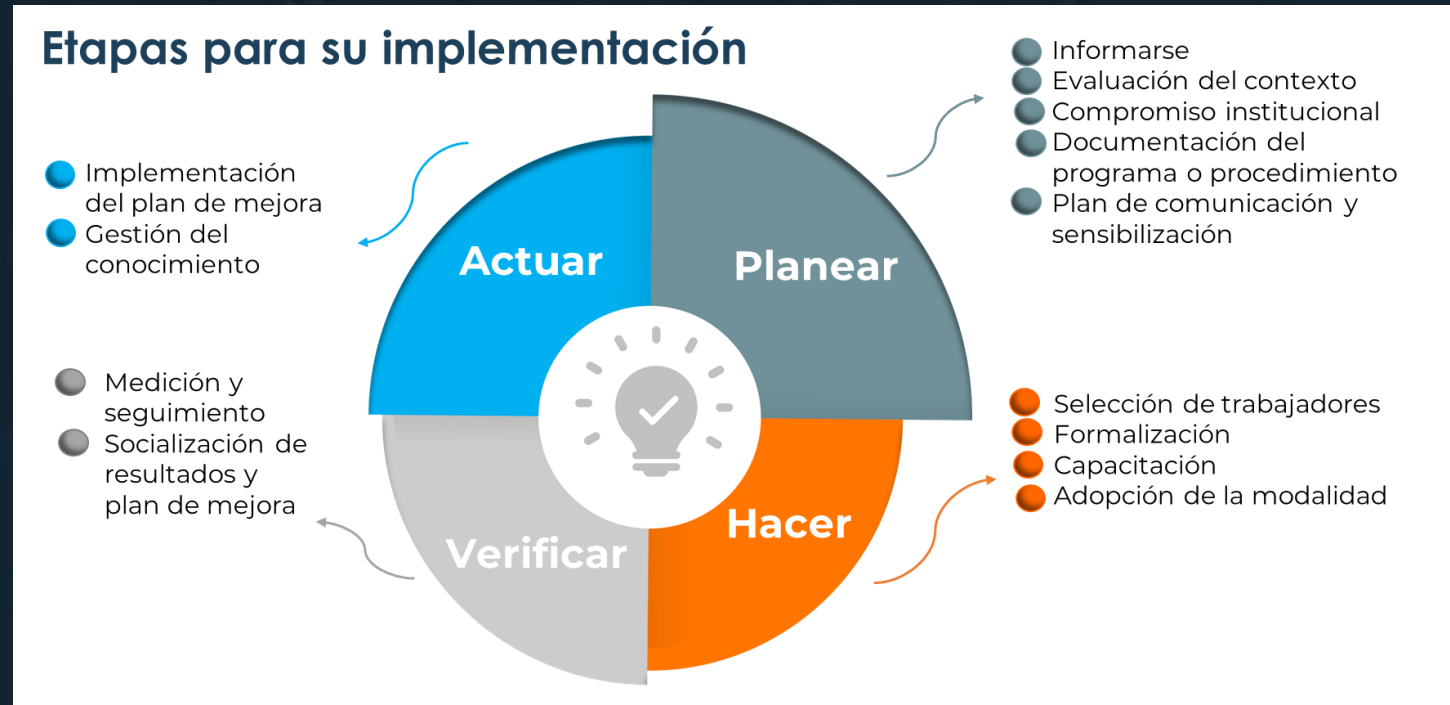 Etapas para su implementación
Informarse
Evaluación del contexto
Compromiso institucional
Documentación del
programa o procedimiento
Plan de comunicación y
sensibilización
Implementación
del plan de mejora
Gestión del
conocimiento
Actuar
Planear
Medición y
seguimiento
Socialización de
resultados y
plan de mejora
Selección de trabajadores
Formalización
Capacitación
Adopción de la modalidad
Hacer
Verificar